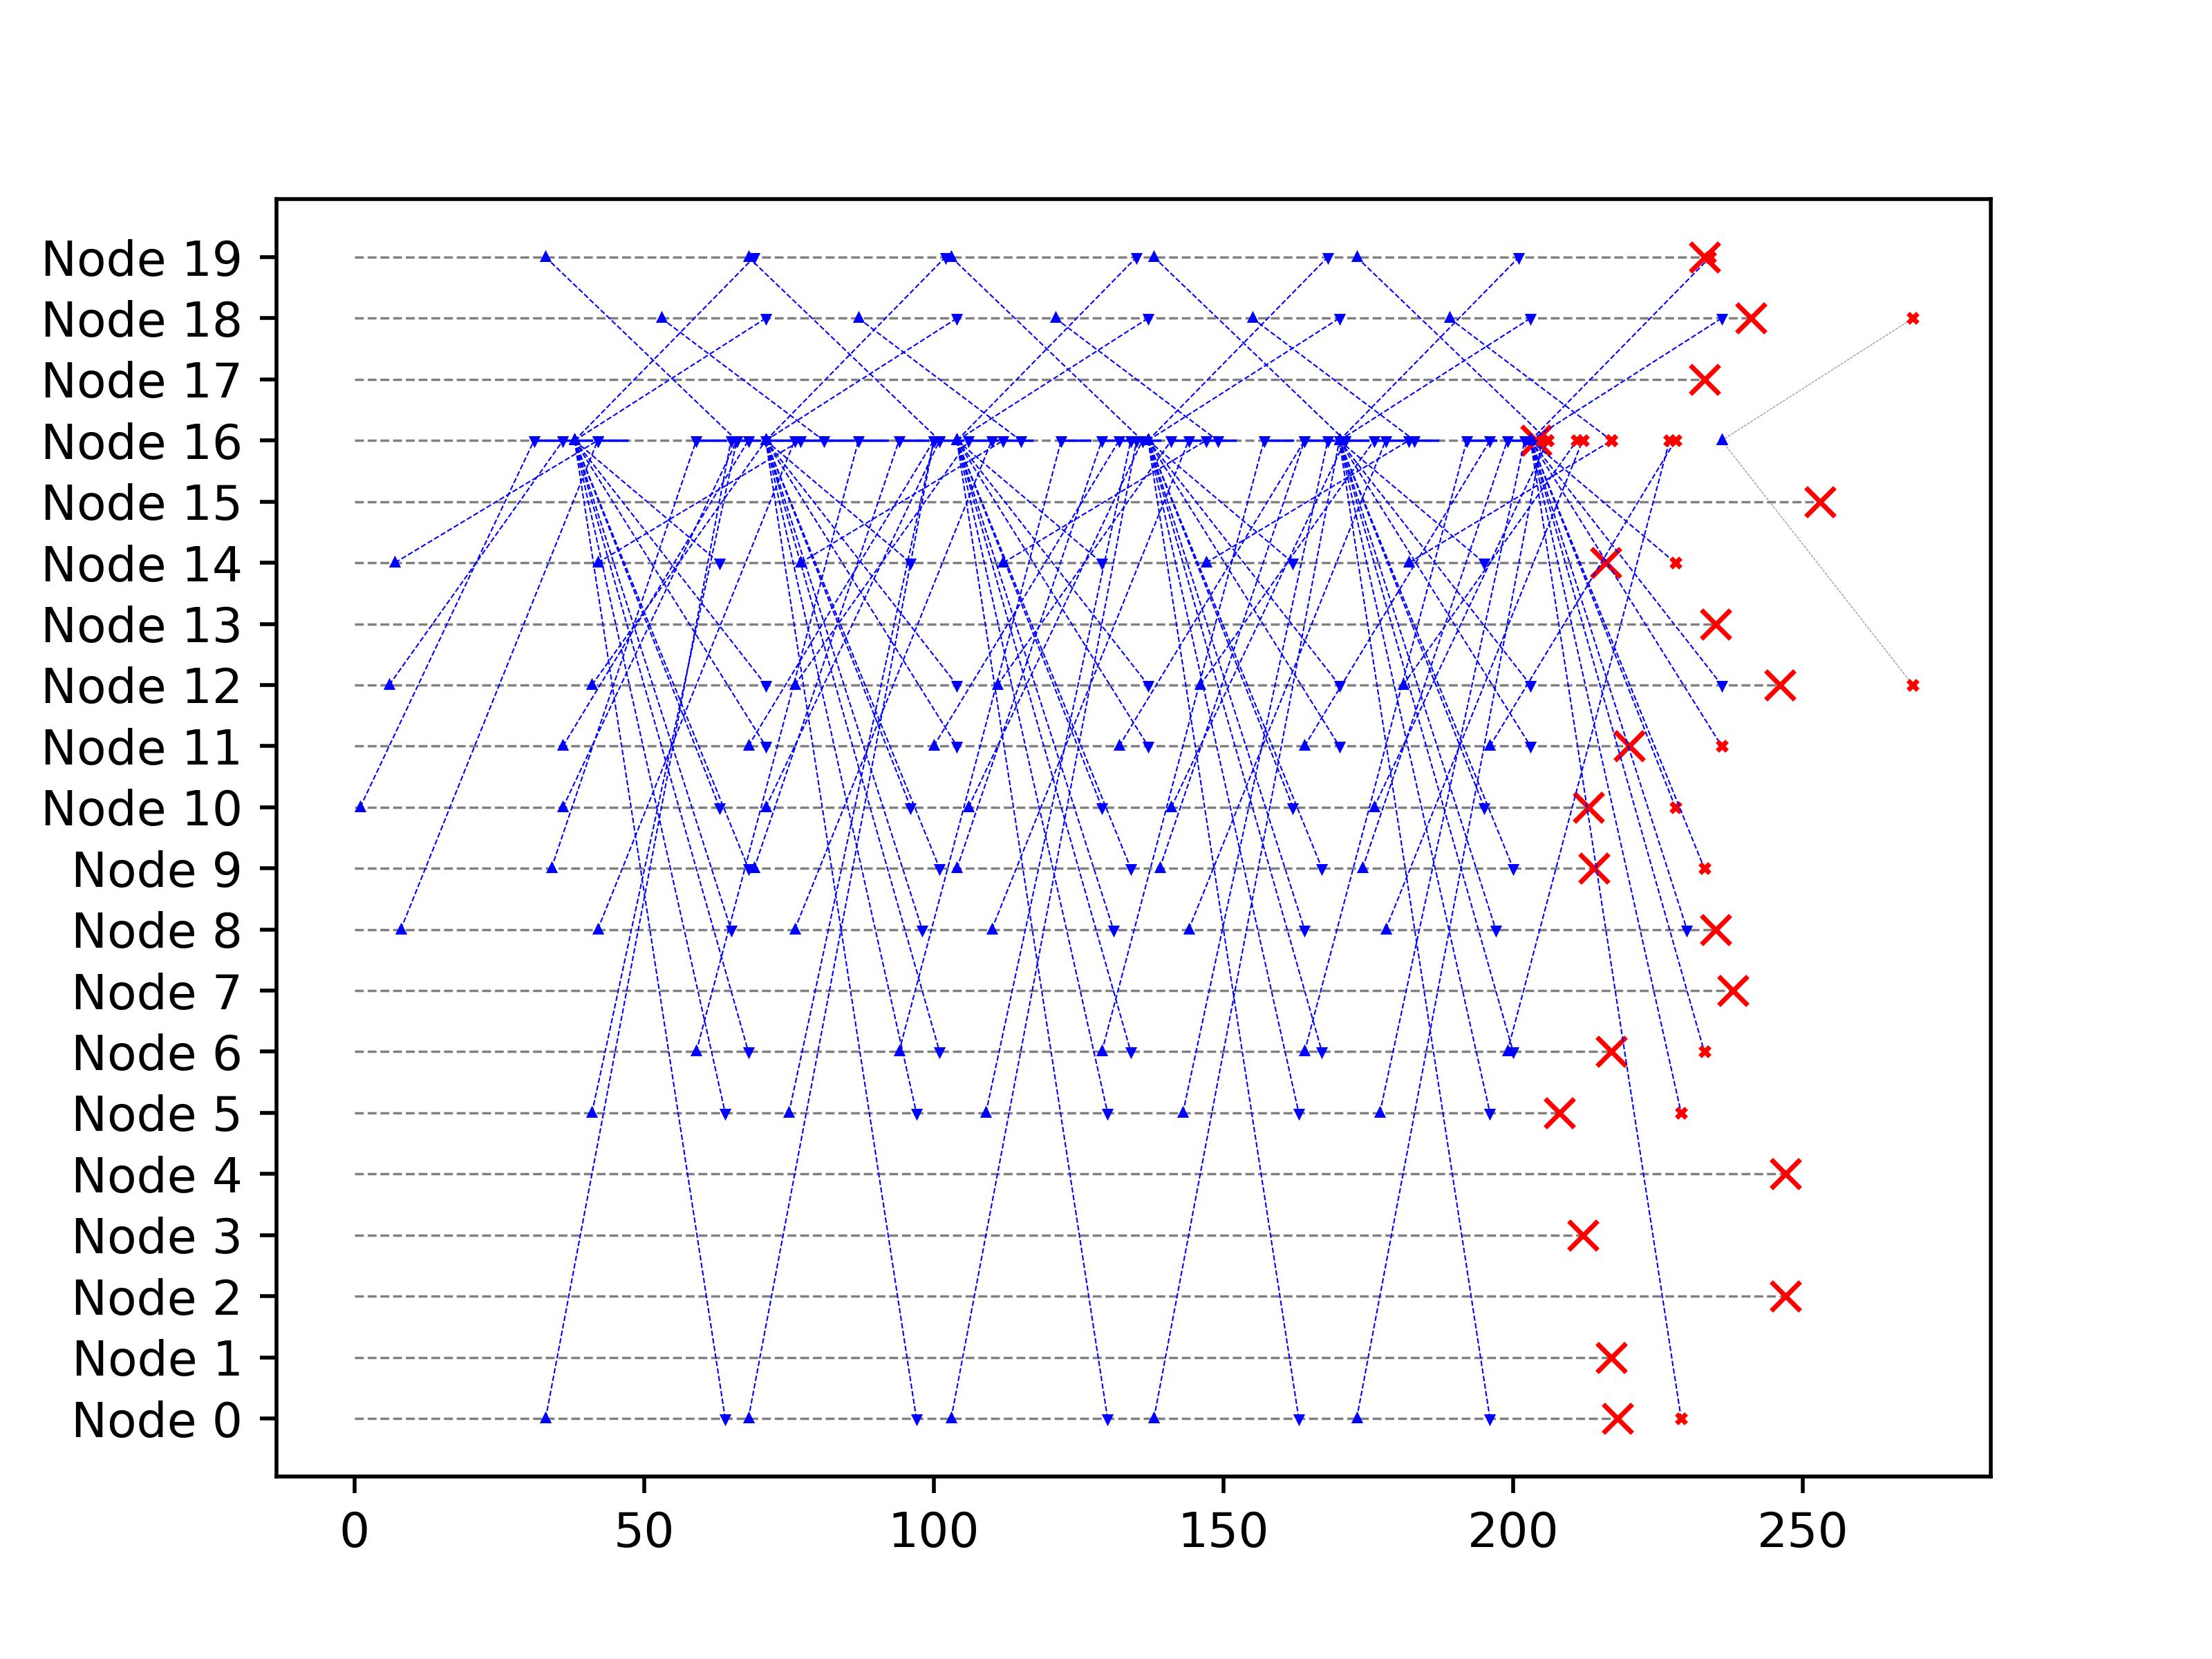 Node 19
Node 18
Node 17
Node 16
Node 15
Node 14
Node 13
Node 12
Node 11
Node 10
Node 9
Node 8
Node 7
Node 6
Node 5
Node 4
Node 3
Node 2
Node 1
Node 0
0 50 100 150 200 250